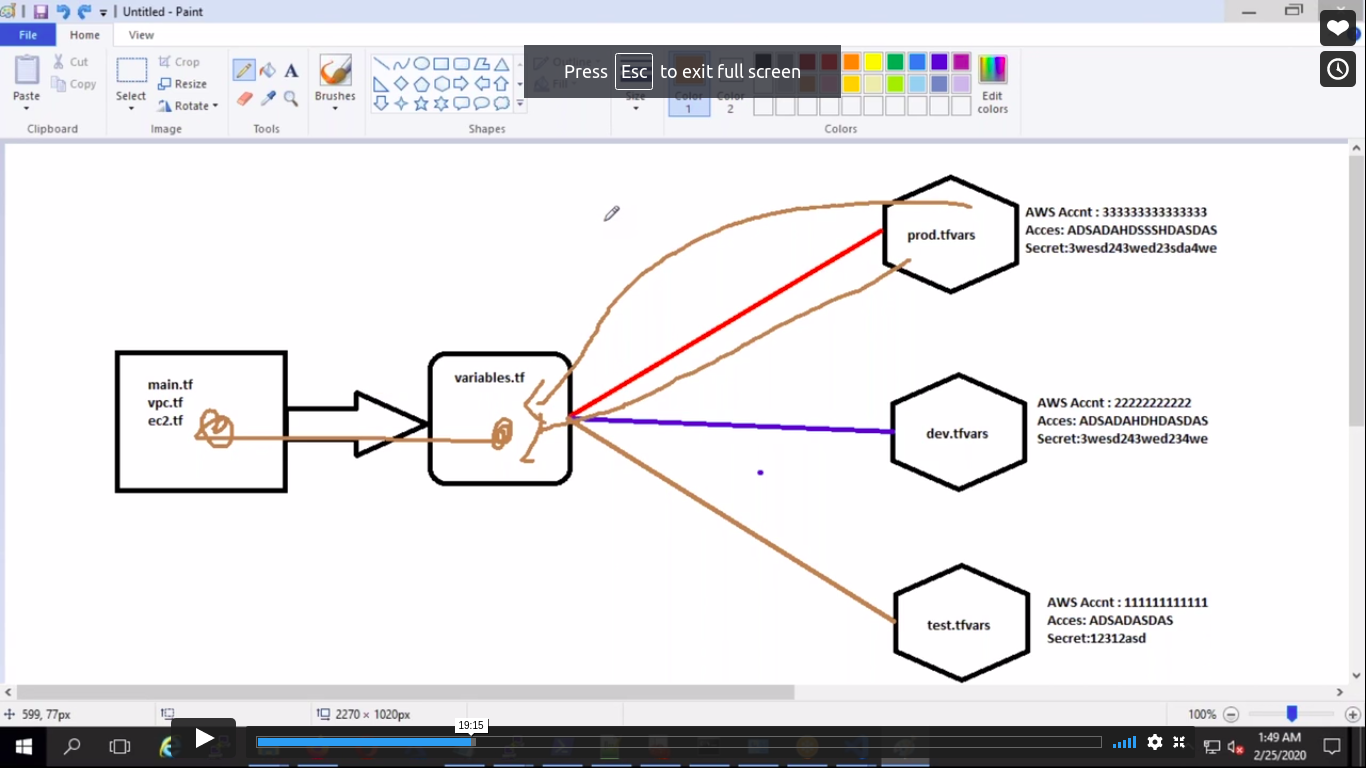 Untitled - Paint
File
Home
View
Paste
Cut
Copy
Clipboard
Select
Crop
Resize
Rotate
Image
A
Tools
Brushes
Shapes
Outline
Fill
Size
Color
1
Color
2
Edit
colors
Colors
Press Esc to exit full screen
prod.tfvars
AWS Accnt : 33333333333333
Acces: ADSADAHDSSSHDASDAS
Secret:3wesd243wed23sda4we
main.tf
vpc.tf
ec2.tf
variables.tf
dev.tfvars
AWS Accnt : 22222222222
Acces: ADSADAHDHDASDAS
Secret:3wesd243wed234we
test.tfvars
AWS Accnt : 111111111111
Acces: ADSADASDAS
Secret:12312asd
599, 77px
2270 × 1020px
100%
19:15
1:49 AM
2/25/2020